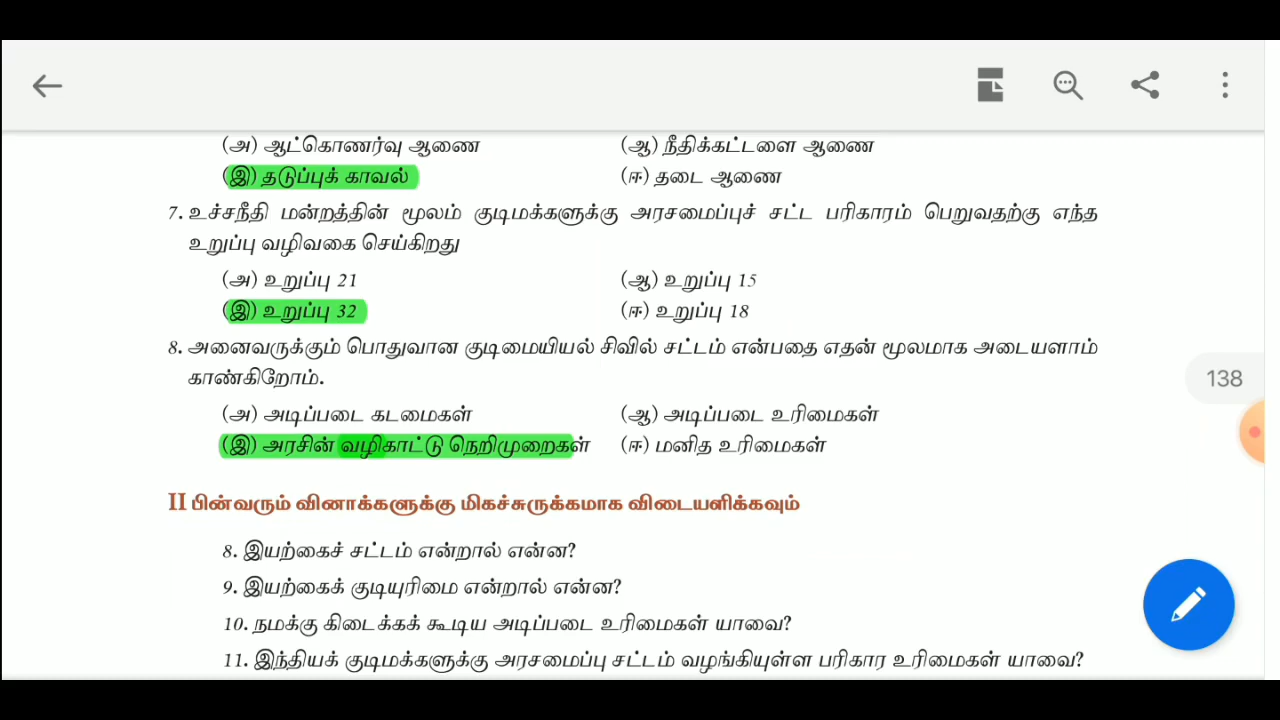 (அ) ஆட்கொணர்வு ஆணை (ஆ) நீதிக்கட்டளை ஆணை
(இ) தடுப்புக் காவல் (ஈ) தடை ஆணை
7. உச்சநீதி மன்றத்தின் மூலம் குடிமக்களுக்கு அரசமைப்புச் சட்ட பரிகாரம் பெறுவதற்கு எந்த
உறுப்பு வழிவகை செய்கிறது
(அ) உறுப்பு 21 (ஆ) உறுப்பு 15
(இ) உறுப்பு 32 (ஈ) உறுப்பு 18
8. அனைவருக்கும் பொதுவான குடிமையியல் சிவில் சட்டம் என்பதை எதன் மூலமாக அடையளாம்
காண்கிறோம்.
138
(அ) அடிப்படை கடமைகள் (ஆ) அடிப்படை உரிமைகள்
(இ) அரசின் வழிகாட்டு நெறிமுறைகள் (ஈ) மனித உரிமைகள்
II பின்வரும் வினாக்களுக்கு மிகச்சுருக்கமாக விடையளிக்கவும்
8. இயற்கைச் சட்டம் என்றால் என்ன?
9. இயற்கைக் குடியுரிமை என்றால் என்ன?
10. நமக்கு கிடைக்கக் கூடிய அடிப்படை உரிமைகள் யாவை?
11. இந்தியக் குடிமக்களுக்கு அரசமைப்பு சட்டம் வழங்கியுள்ள பரிகார உரிமைகள் யாவை?